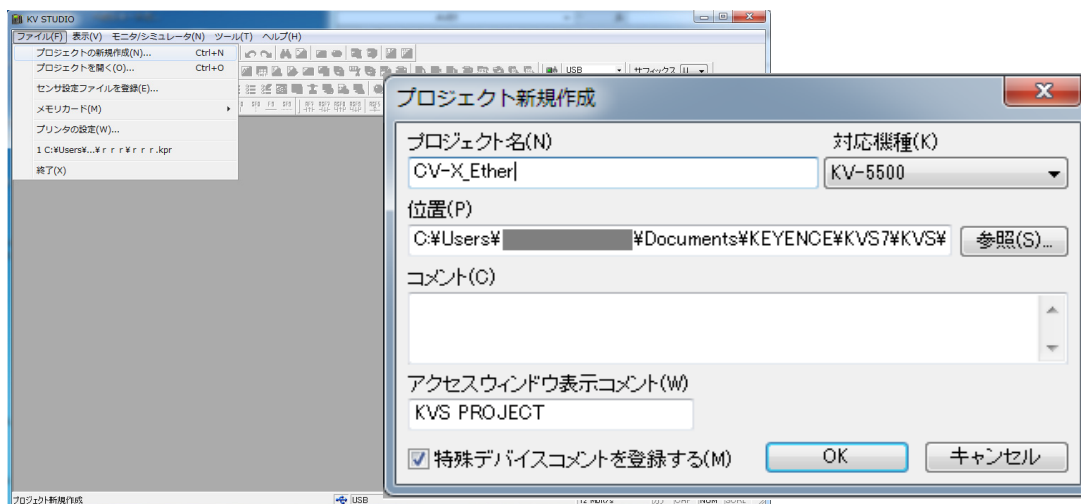 KV STUDIO
ファイル(F) 表示(V) モニタ/シミュレータ(N) ツール(T) ヘルプ(H)
プロジェクトの新規作成(N)... Ctrl+N
プロジェクトを開く(O)... Ctrl+O
センサ設定ファイルを登録(E)...
メモリカード(M)
プリンタの設定(W)...
1 C:¥Users¥...¥ｒｒｒ¥ｒｒｒ.kpr
終了(X)
USB
サフィックス U
プロジェクト新規作成
プロジェクト名(N) 対応機種(K)
CV-X_Ether KV-5500
位置(P)
C:¥Users¥ ¥Documents¥KEYENCE¥KVS7¥KVS¥ 参照(S)...
コメント(C)
アクセスウィンドウ表示コメント(W)
KVS PROJECT
特殊デバイスコメントを登録する(M) OK キャンセル
プロジェクト新規作成 USB